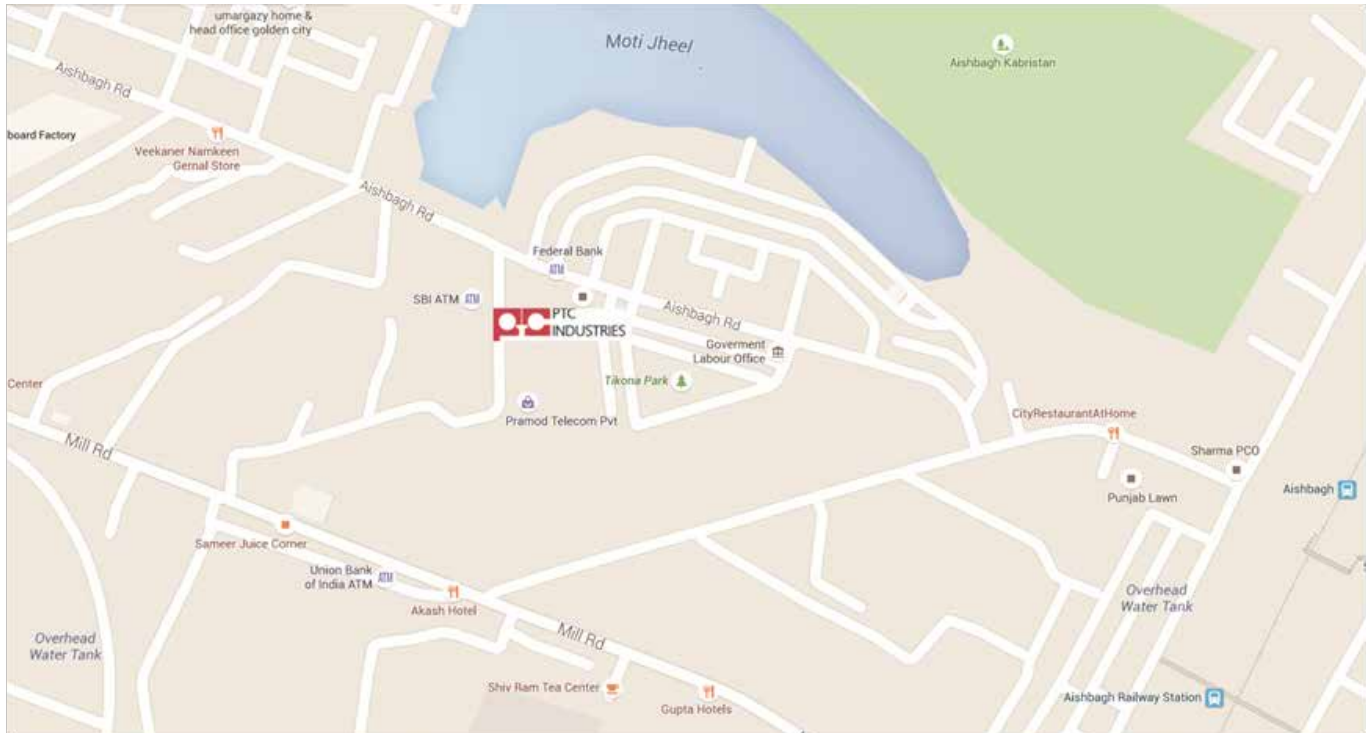 umargazy home &
head office golden city
Moti Jheel
Aishbagh Kabristan
Aishbagh Rd
board Factory
Veekaner Namkeen
Gernal Store
Aishbagh Rd
Federal Bank
ATM
SBI ATM ATM
PTC
INDUSTRIES
Aishbagh Rd
Goverment
Labour Office
Center
Tikona Park
Pramod Telecom Pvt
CityRestaurantAtHome
Mill Rd
Sharma PCO
Aishbagh
Punjab Lawn
Sameer Juice Corner
Union Bank
of India ATM
ATM
Akash Hotel
Overhead
Water Tank
Mill Rd
Overhead
Water Tank
Shiv Ram Tea Center
Gupta Hotels
Aishbagh Railway Station